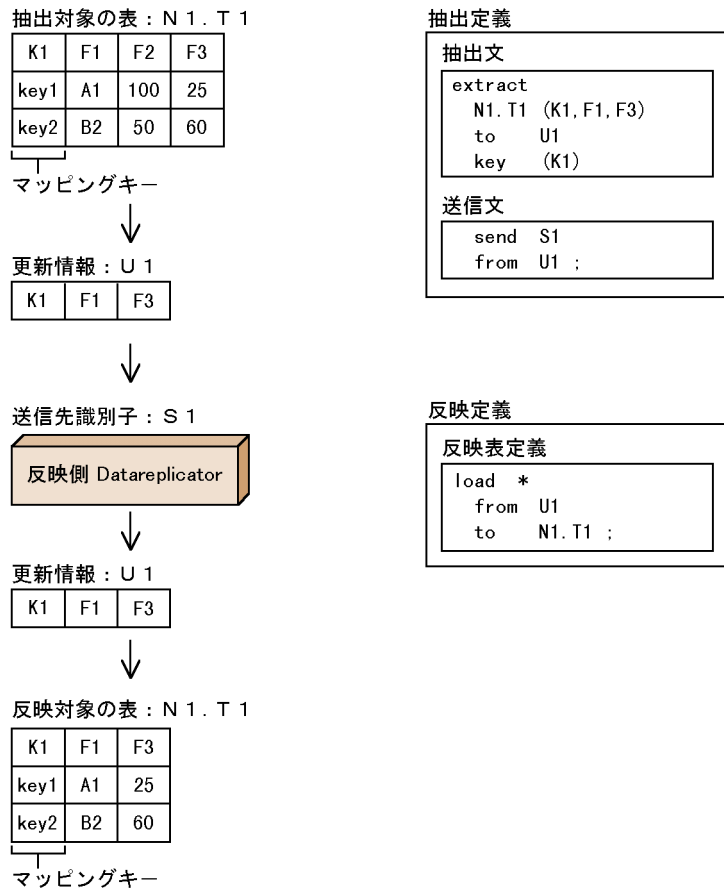 抽出対象の表：Ｎ１．Ｔ１
K1 F1 F2 F3
key1 A1 100 25
key2 B2 50 60
マッピングキー
更新情報：Ｕ１
K1 F1 F3
送信先識別子：Ｓ１
反映側 Datareplicator
更新情報：Ｕ１
K1 F1 F3
反映対象の表：Ｎ１．Ｔ１
K1 F1 F3
key1 A1 25
key2 B2 60
マッピングキー
抽出定義
抽出文
extract
N1.T1 (K1,F1,F3)
to U1
key (K1)
送信文
send S1
from U1 ;
反映定義
反映表定義
load *
from U1
to N1.T1 ;